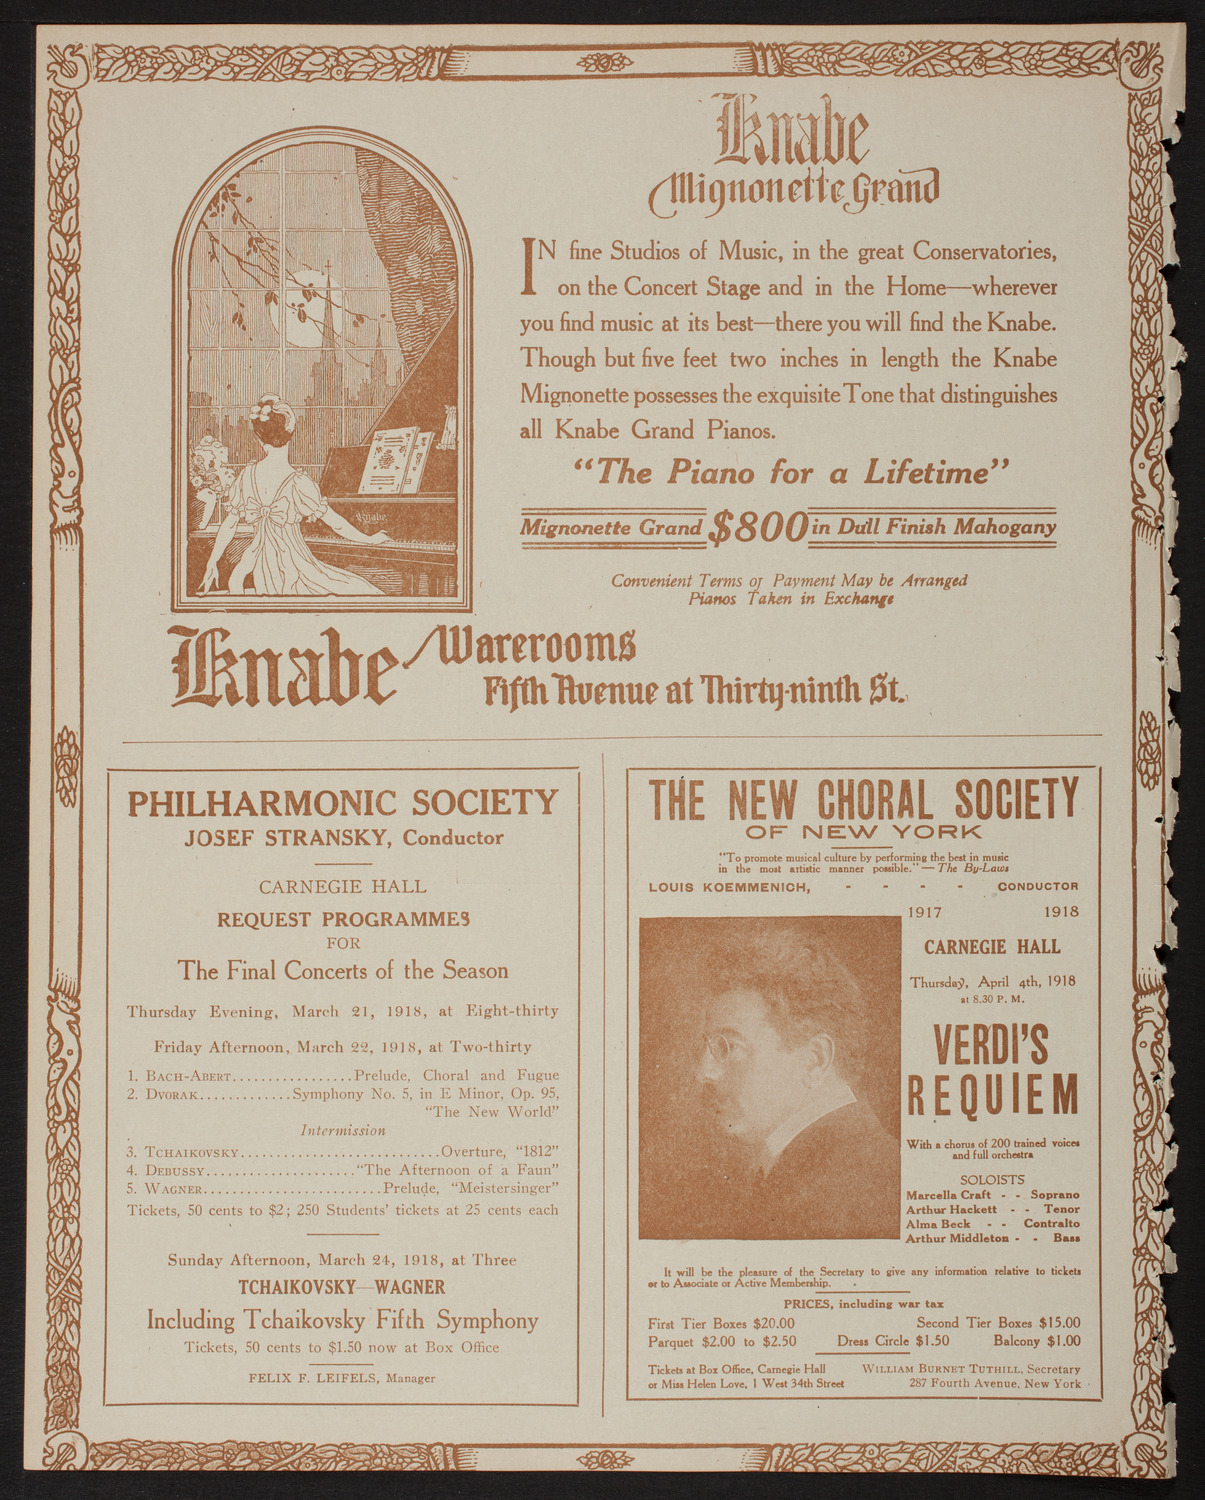 Knabe
Mignonette Grand
IN fine Studios of Music, in the great Conservatories,
on the Concert Stage and in the Home—wherever
you find music at its best—there you will find the Knabe.
Though but five feet two inches in length the Knabe
Mignonette possesses the exquisite Tone that distinguishes
all Knabe Grand Pianos.
"The Piano for a Lifetime"
Mignonette Grand $800 in Dull Finish Mahogany
Convenient Terms of Payment May be Arranged
Pianos Taken in Exchange
Knabe
Knabe Warerooms
Fifth Avenue at Thirty-ninth St.
PHILHARMONIC SOCIETY
JOSEF STRANSKY, Conductor
CARNEGIE HALL
REQUEST PROGRAMMES
FOR
The Final Concerts of the Season
Thursday Evening, March 21, 1918, at Eight-thirty
Friday Afternoon, March 22, 1918, at Two-thirty
1. BACH-ABERT................Prelude, Choral and Fugue
2. DVORAK.............Symphony No. 5, in E Minor, Op. 95,
"The New World"
Intermission
3. TCHAIKOVSKY...........................Overture, "1812"
4. DEBUSSY....................."The Afternoon of a Faun"
5. WAGNER.........................Prelude, "Meistersinger"
Tickets, 50 cents to $2; 250 Students' tickets at 25 cents each
Sunday Afternoon, March 24, 1918, at Three
TCHAIKOVSKY—WAGNER
Including Tchaikovsky Fifth Symphony
Tickets, 50 cents to $1.50 now at Box Office
FELIX F. LEIFELS, Manager
THE NEW CHORAL SOCIETY
OF NEW YORK
"To promote musical culture by performing the best in music
in the most artistic manner possible."—The By-Laws
LOUIS KOEMMENICH, - - - - CONDUCTOR
1917 1918
CARNEGIE HALL
Thursday, April 4th, 1918
at 8.30 P. M.
VERDI'S
REQUIEM
With a chorus of 200 trained voices
and full orchestra
SOLOISTS
Marcella Craft - - Soprano
Arthur Hackett - - Tenor
Alma Beck - - Contralto
Arthur Middleton - - Bass
It will be the pleasure of the Secretary to give any information relative to tickets
or to Associate or Active Membership.
PRICES, including war tax
First Tier Boxes $20.00 Second Tier Boxes $15.00
Parquet $2.00 to $2.50 Dress Circle $1.50 Balcony $1.00
Tickets at Box Office, Carnegie Hall
or Miss Helen Love, 1 West 34th Street
WILLIAM BURNET TUTHILL, Secretary
287 Fourth Avenue, New York